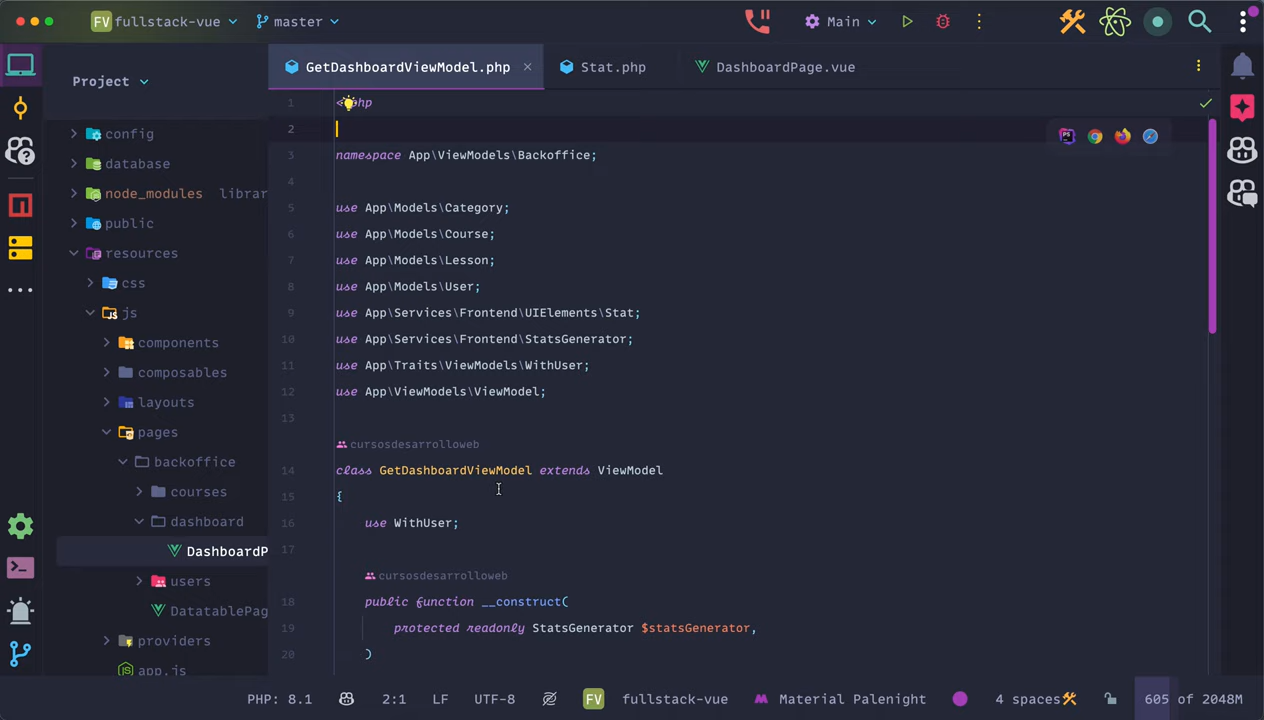 FV fullstack-vue master Main
Project
GetDashboardViewModel.php Stat.php DashboardPage.vue
config
database
node_modules librar
public
resources
css
js
components
composables
layouts
pages
backoffice
courses
dashboard
DashboardP
users
DatatablePag
providers
app.js
1
2
3 namespace App\ViewModels\Backoffice;
4
5 use App\Models\Category;
6 use App\Models\Course;
7 use App\Models\Lesson;
8 use App\Models\User;
9 use App\Services\Frontend\UIElements\Stat;
10 use App\Services\Frontend\StatsGenerator;
11 use App\Traits\ViewModels\WithUser;
12 use App\ViewModels\ViewModel;
13
cursosdesarrolloweb
14 class GetDashboardViewModel extends ViewModel
15 {
16 use WithUser;
17
cursosdesarrolloweb
18 public function __construct(
19 protected readonly StatsGenerator $statsGenerator,
20 )
PHP: 8.1 2:1 LF UTF-8 FV fullstack-vue Material Palenight 4 spaces 605 of 2048M